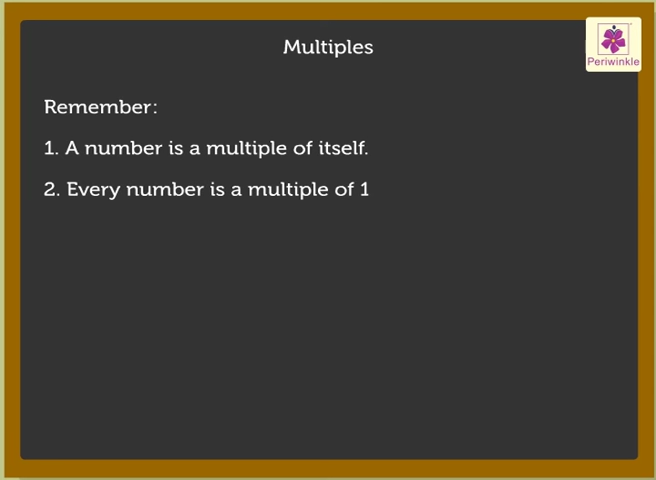 Multiples
Periwinkle
Remember:
1. A number is a multiple of itself.
2. Every number is a multiple of 1